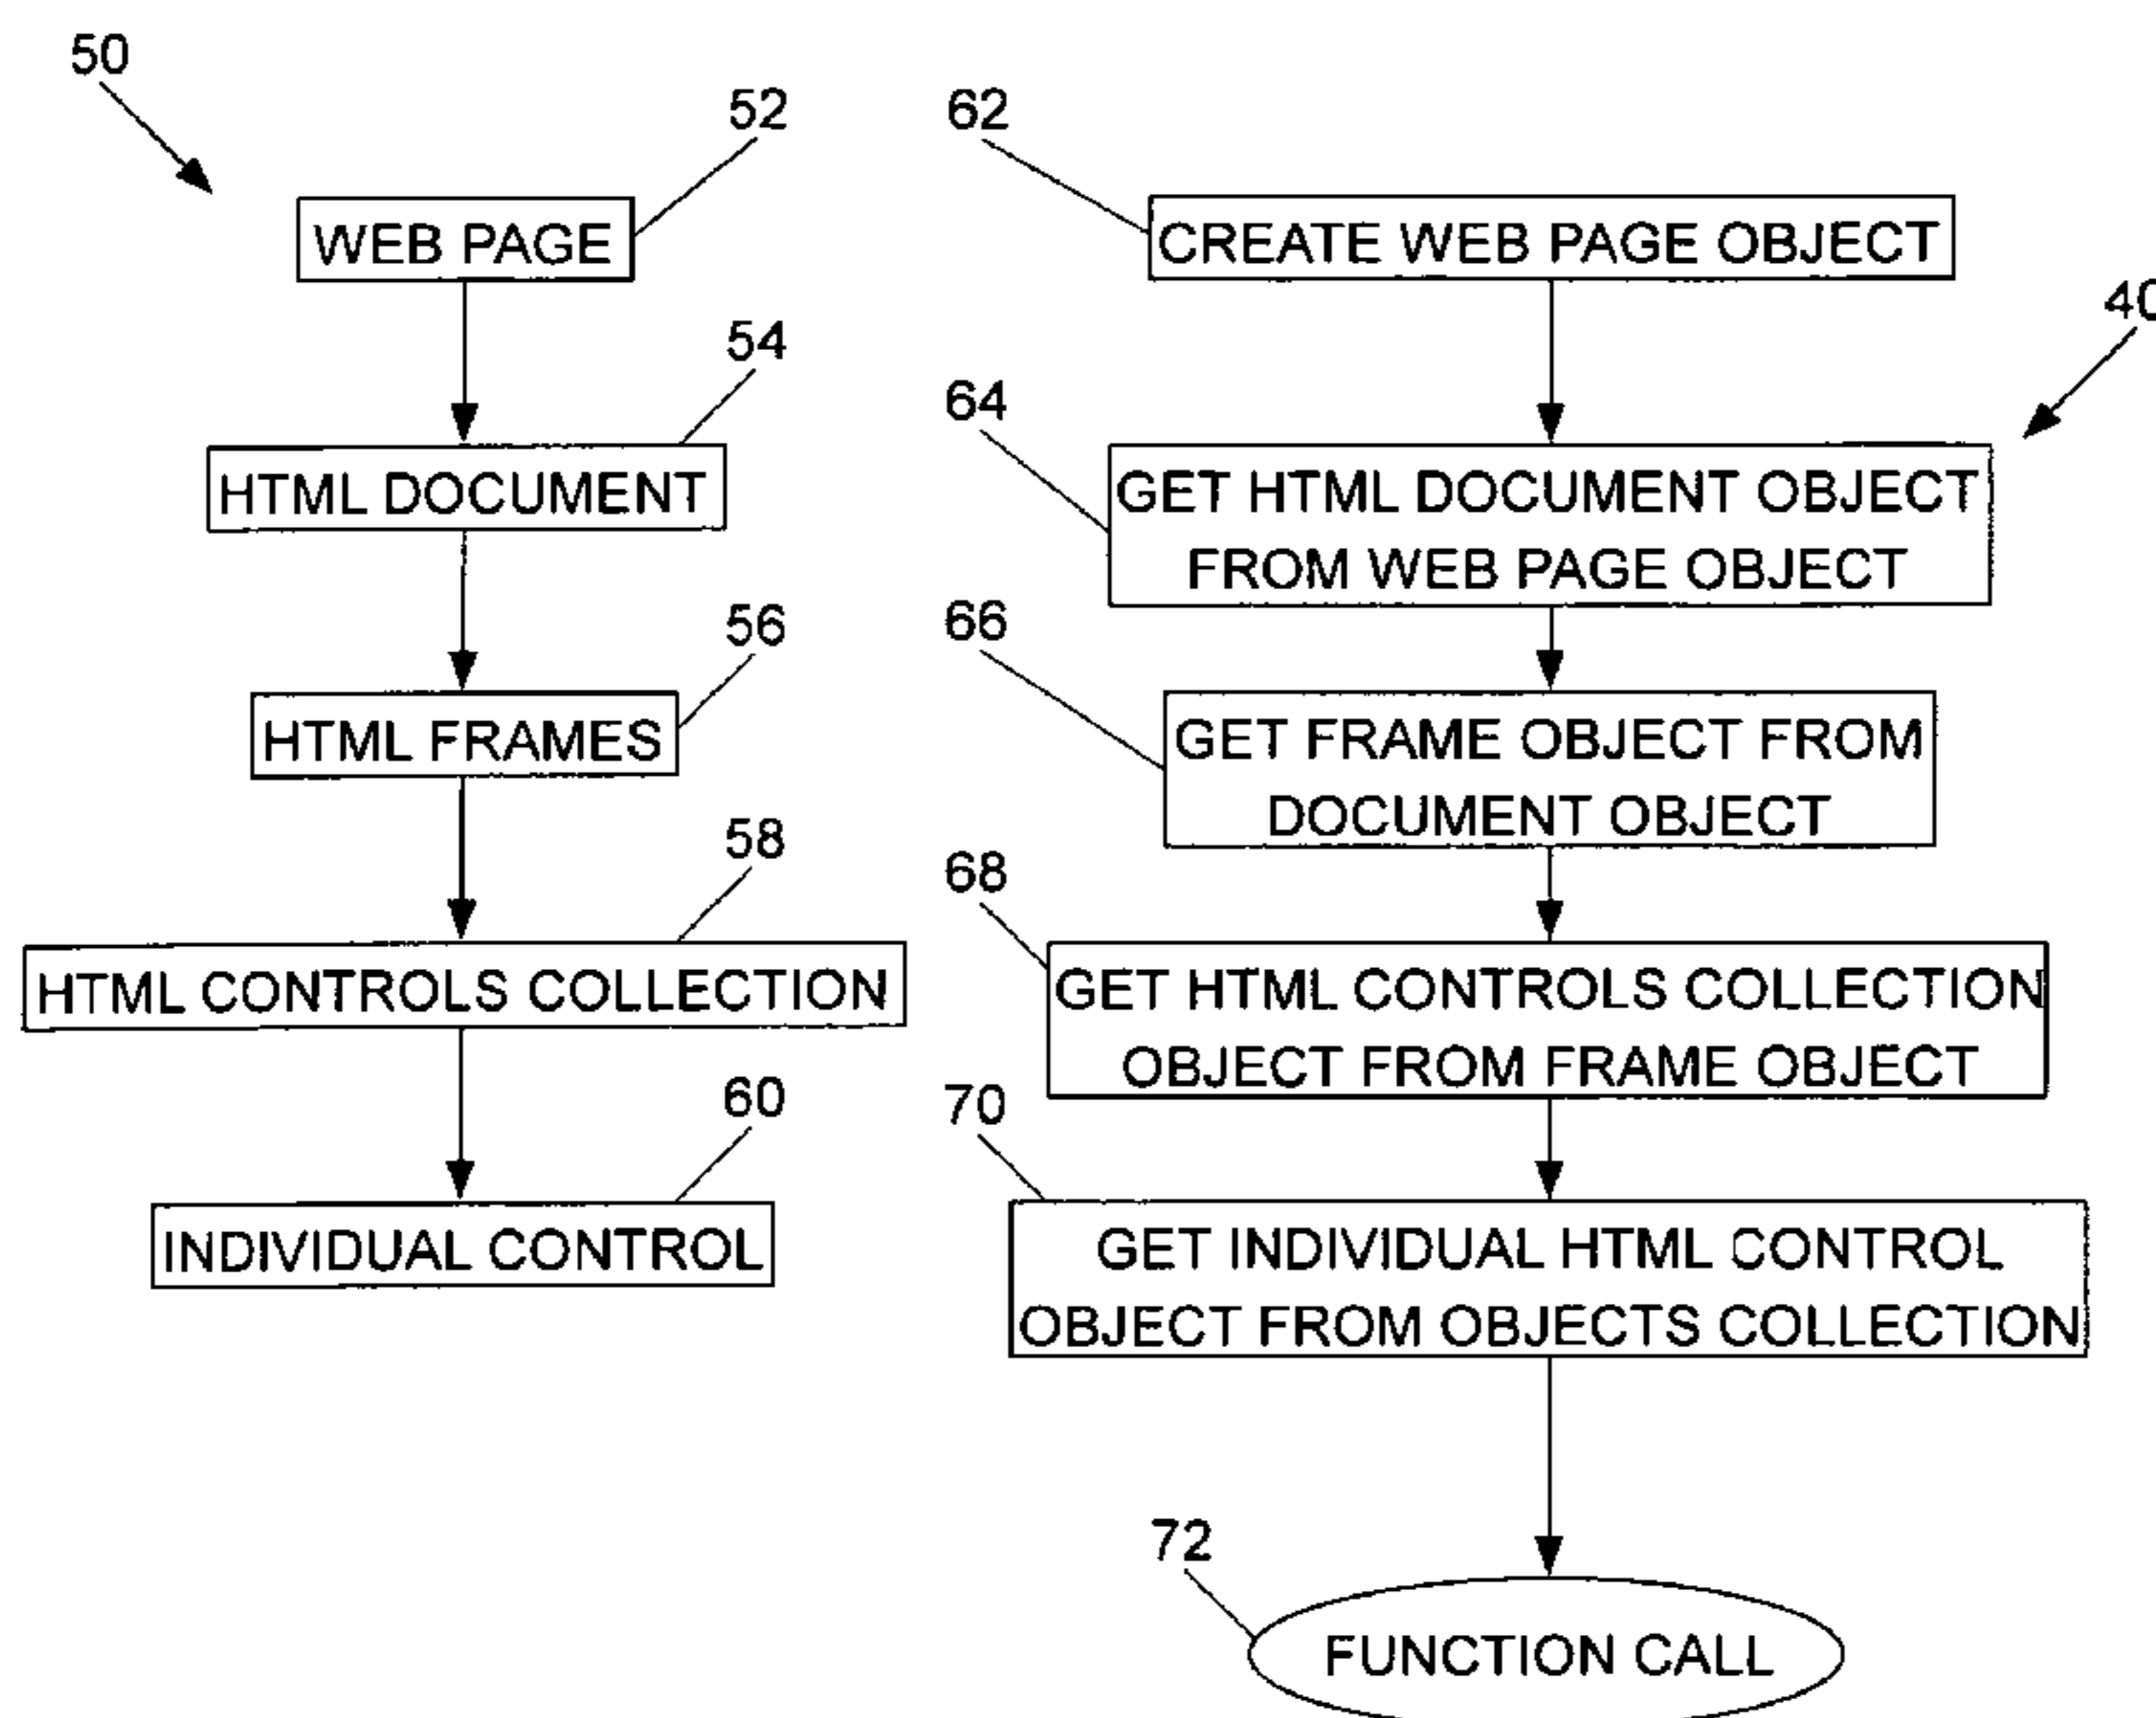 50
52
WEB PAGE
54
HTML DOCUMENT
56
HTML FRAMES
58
HTML CONTROLS COLLECTION
60
INDIVIDUAL CONTROL
62
CREATE WEB PAGE OBJECT
40
64
GET HTML DOCUMENT OBJECT
FROM WEB PAGE OBJECT
66
GET FRAME OBJECT FROM
DOCUMENT OBJECT
68
GET HTML CONTROLS COLLECTION
OBJECT FROM FRAME OBJECT
70
GET INDIVIDUAL HTML CONTROL
OBJECT FROM OBJECTS COLLECTION
72
FUNCTION CALL